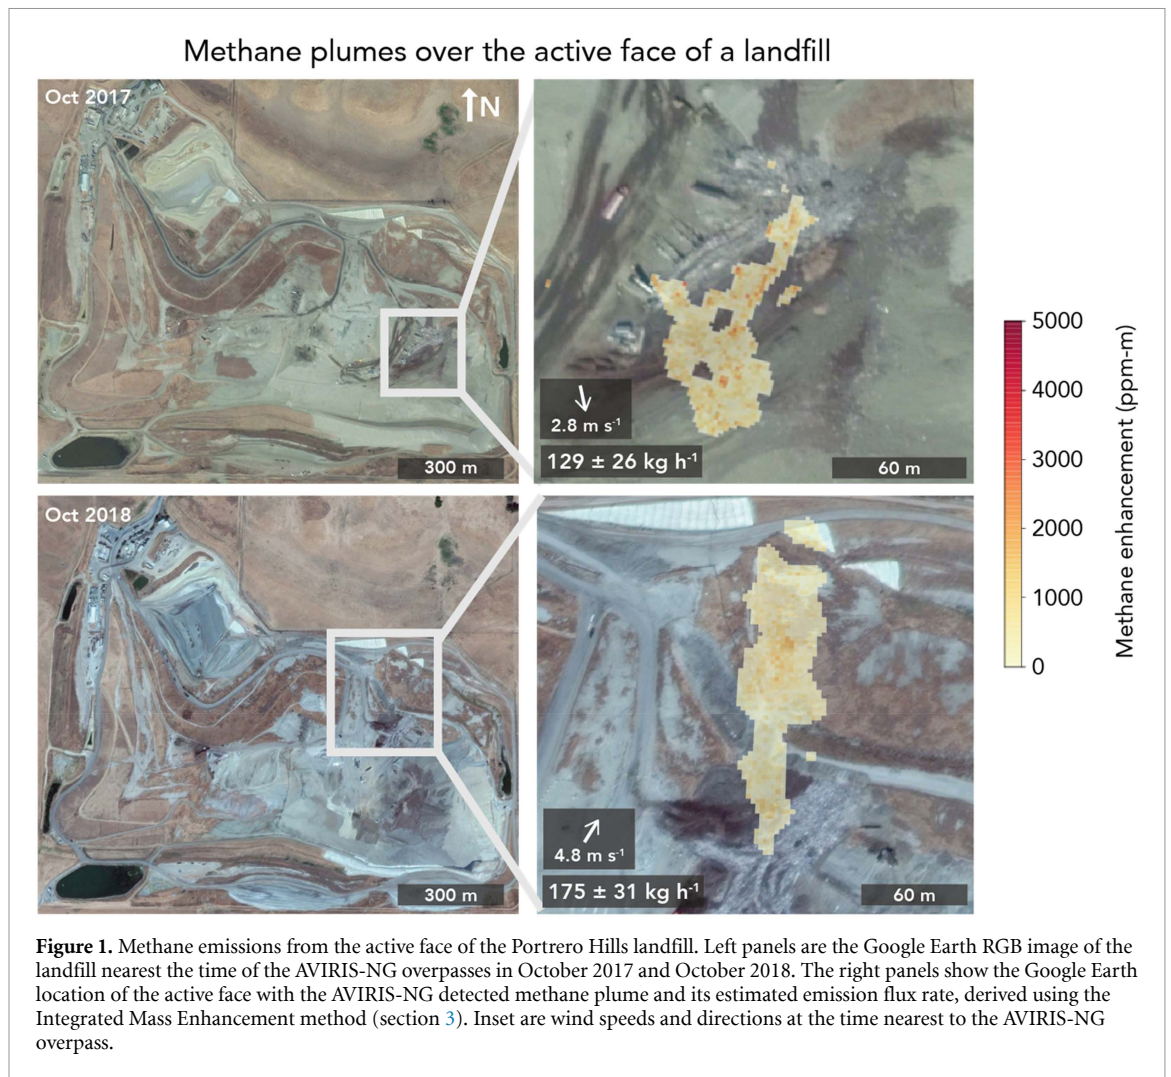 Methane plumes over the active face of a landfill
Oct 2017
N
300 m
2.8 m s-1
129 ± 26 kg h-1
60 m
Oct 2018
300 m
4.8 m s-1
175 ± 31 kg h-1
60 m
5000
4000
3000
2000
1000
0
Methane enhancement (ppm-m)
Figure 1. Methane emissions from the active face of the Portrero Hills landfill. Left panels are the Google Earth RGB image of the
landfill nearest the time of the AVIRIS-NG overpasses in October 2017 and October 2018. The right panels show the Google Earth
location of the active face with the AVIRIS-NG detected methane plume and its estimated emission flux rate, derived using the
Integrated Mass Enhancement method (section 3). Inset are wind speeds and directions at the time nearest to the AVIRIS-NG
overpass.